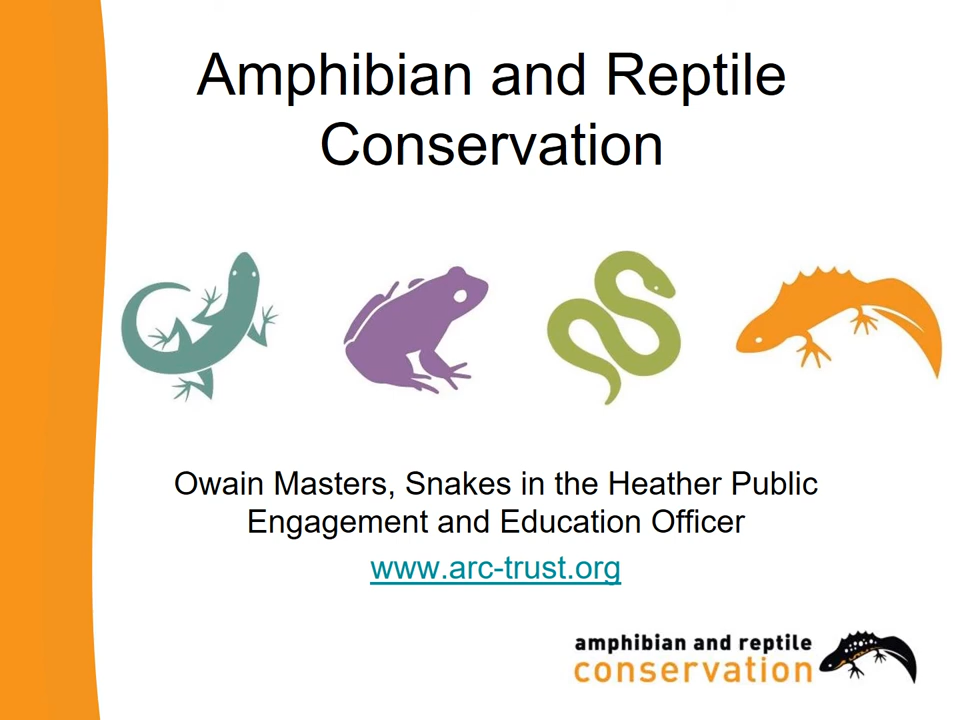 Amphibian and Reptile
Conservation
Owain Masters, Snakes in the Heather Public
Engagement and Education Officer
www.arc-trust.org
amphibian and reptile
conservation